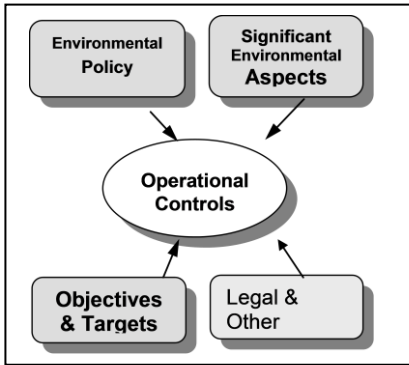 Environmental
Policy
Significant
Environmental
Aspects
Operational
Controls
Objectives
& Targets
Legal &
Other